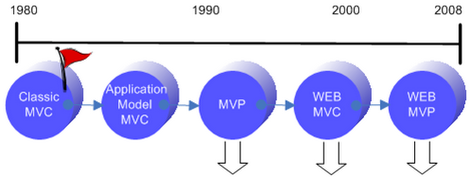 1980 1990 2000 2008
Classic
MVC
Application
Model
MVC
MVP
WEB
MVC
WEB
MVP